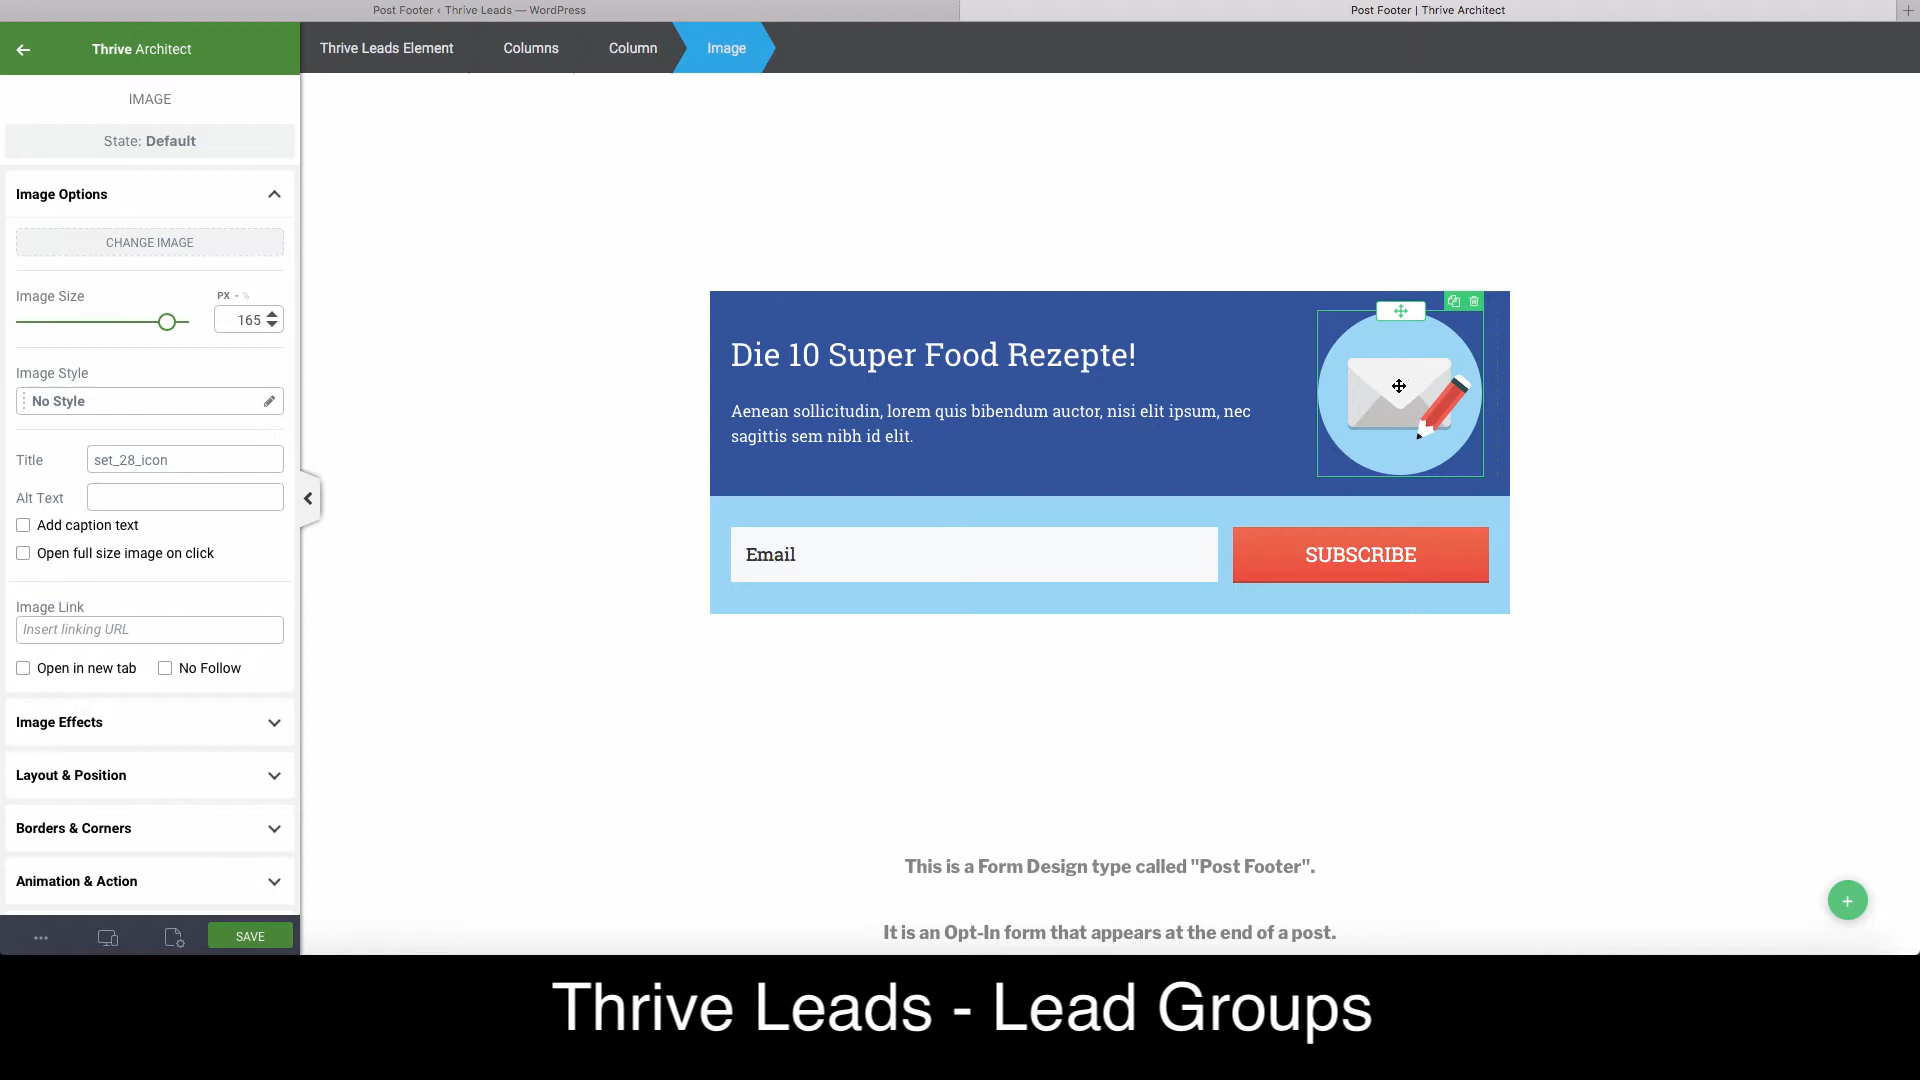 Post Footer ‹ Thrive Leads — WordPress
Post Footer | Thrive Architect
Thrive Architect
Thrive Leads Element
Columns
Column
Image
IMAGE
State: Default
Image Options
CHANGE IMAGE
Image Size
PX - %
165
Image Style
No Style
Title
set_28_icon
Alt Text
Add caption text
Open full size image on click
Image Link
Insert linking URL
Open in new tab
No Follow
Image Effects
Layout & Position
Borders & Corners
Animation & Action
SAVE
Die 10 Super Food Rezepte!
Aenean sollicitudin, lorem quis bibendum auctor, nisi elit ipsum, nec
sagittis sem nibh id elit.
Email
SUBSCRIBE
This is a Form Design type called "Post Footer".
It is an Opt-In form that appears at the end of a post.
Thrive Leads - Lead Groups